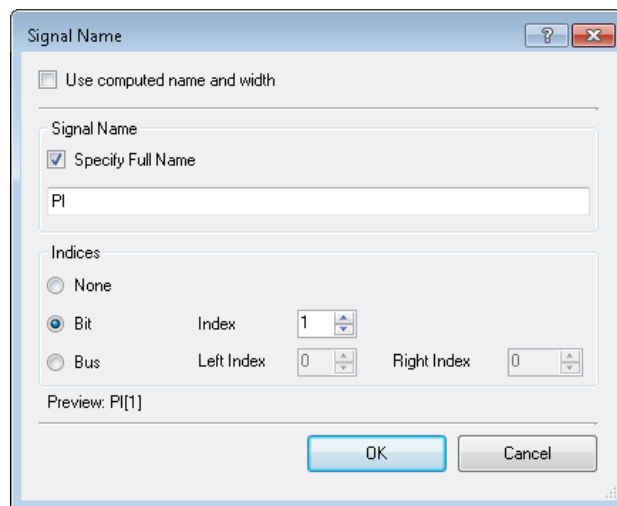 Signal Name
Use computed name and width
Signal Name
Specify Full Name
PI
Indices
None
Bit Index 1
Bus Left Index 0 Right Index 0
Preview: PI[1]
OK Cancel